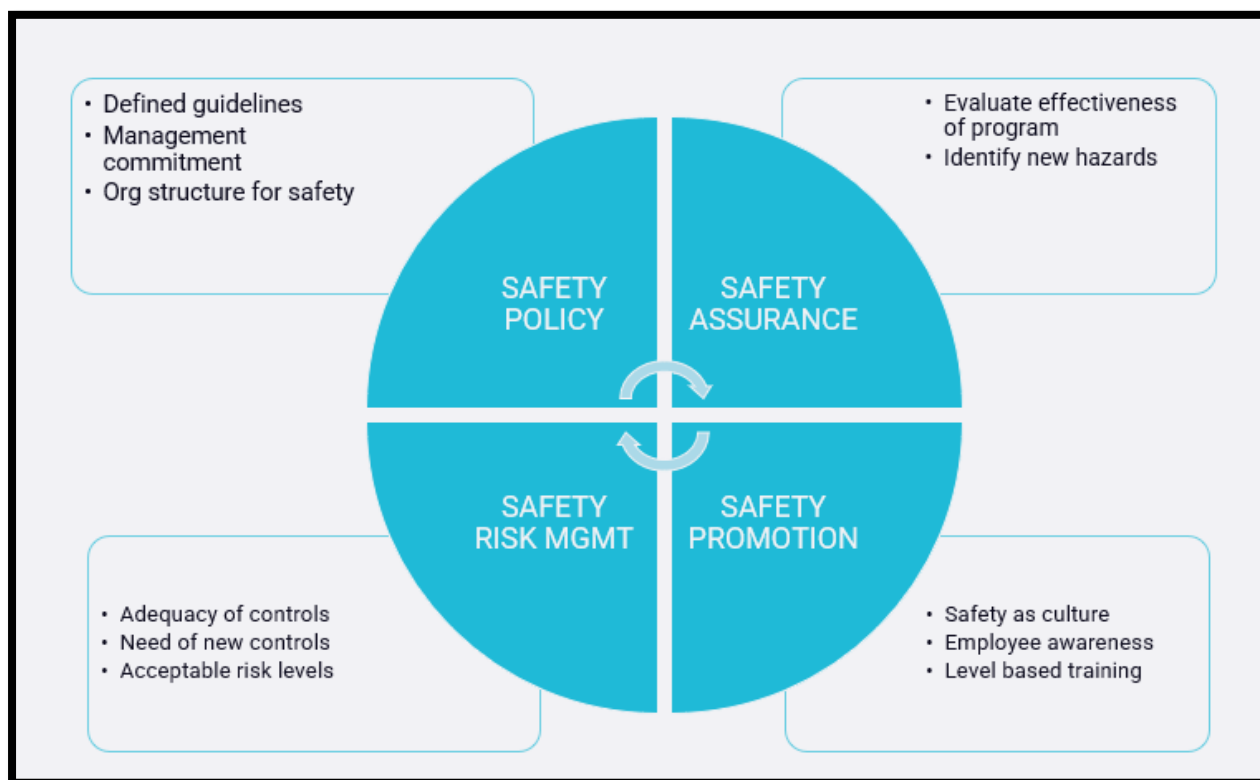 • Defined guidelines
• Management
commitment
• Org structure for safety
• Evaluate effectiveness
of program
• Identify new hazards
SAFETY
POLICY
SAFETY
ASSURANCE
SAFETY
RISK MGMT
SAFETY
PROMOTION
• Adequacy of controls
• Need of new controls
• Acceptable risk levels
• Safety as culture
• Employee awareness
• Level based training